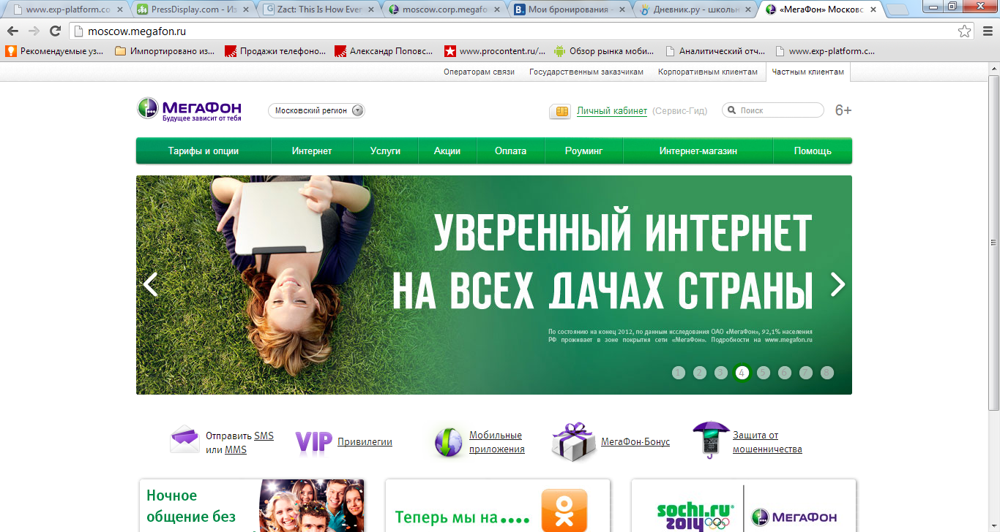 www.exp-platform.co
PressDisplay.com - Из
Zact: This Is How Ever
moscow.corp.megafo
Мои бронирования -
Дневник.ру - школьн
«МегаФон» Московс
moscow.megafon.ru
Рекомендуемые уз...
Импортировано из...
Продажи телефоно...
Александр Поповс...
www.procontent.ru/...
Обзор рынка моби...
Аналитический отч...
www.exp-platform.c...
Операторам связи
Государственным заказчикам
Корпоративным клиентам
Частным клиентам
МегаФон
Будущее зависит от тебя
Московский регион
Личный кабинет (Сервис-Гид)
Поиск
6+
Тарифы и опции
Интернет
Услуги
Акции
Оплата
Роуминг
Интернет-магазин
Помощь
УВЕРЕННЫЙ ИНТЕРНЕТ
НА ВСЕХ ДАЧАХ СТРАНЫ
По состоянию на конец 2012, по данным исследования ОАО «МегаФон», 92,1% населения
РФ проживает в зоне покрытия сети «МегаФон». Подробности на www.megafon.ru
1 2 3 4 5 6 7 8
Отправить SMS
или MMS
VIP
Привилегии
Мобильные
приложения
МегаФон-Бонус
Защита от
мошенничества
Ночное
общение без
Теперь мы на....
sochi.ru
2014
МЕГАФОН